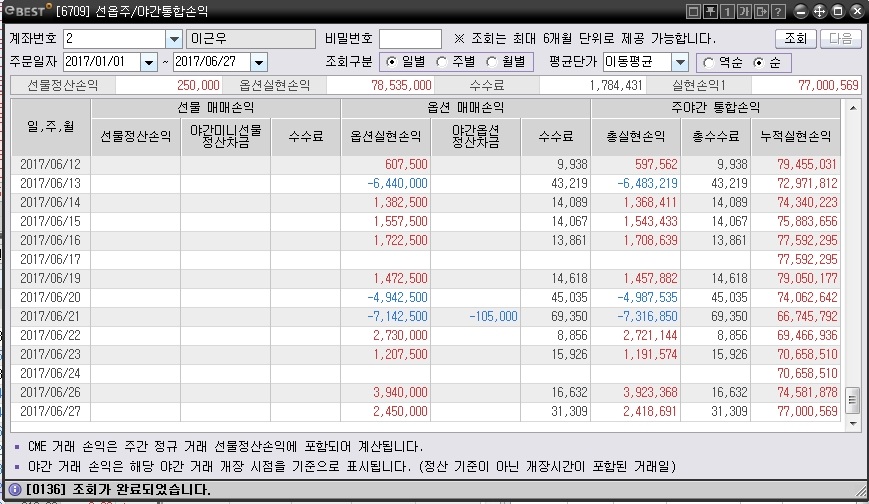 eBEST [6709] 선옵주/야간통합손익
계좌번호 2 이근우 비밀번호 ※ 조회는 최대 6개월 단위로 제공 가능합니다. 조회 다음
주문일자 2017/01/01 ~ 2017/06/27 조회구분 일별 주별 월별 평균단가 이동평균 역순 순
선물정산손익 250,000 옵션실현손익 78,535,000 수수료 1,784,431 실현손익1 77,000,569
일,주,월 선물 매매손익 옵션 매매손익 주야간 통합손익
선물정산손익 야간미니선물 정산차금 수수료 옵션실현손익 야간옵션 정산차금 수수료 총실현손익 총수수료 누적실현손익
2017/06/12 607,500 9,938 597,562 9,938 79,455,031
2017/06/13 -6,440,000 43,219 -6,483,219 43,219 72,971,812
2017/06/14 1,382,500 14,089 1,368,411 14,089 74,340,223
2017/06/15 1,557,500 14,067 1,543,433 14,067 75,883,656
2017/06/16 1,722,500 13,861 1,708,639 13,861 77,592,295
2017/06/17 77,592,295
2017/06/19 1,472,500 14,618 1,457,882 14,618 79,050,177
2017/06/20 -4,942,500 45,035 -4,987,535 45,035 74,062,642
2017/06/21 -7,142,500 -105,000 69,350 -7,316,850 69,350 66,745,792
2017/06/22 2,730,000 8,856 2,721,144 8,856 69,466,936
2017/06/23 1,207,500 15,926 1,191,574 15,926 70,658,510
2017/06/24 70,658,510
2017/06/26 3,940,000 16,632 3,923,368 16,632 74,581,878
2017/06/27 2,450,000 31,309 2,418,691 31,309 77,000,569
CME 거래 손익은 주간 정규 거래 선물정산손익에 포함되어 계산됩니다.
야간 거래 손익은 해당 야간 거래 개장 시점을 기준으로 표시됩니다. (정산 기준이 아닌 개장시간이 포함된 거래일)
[0136] 조회가 완료되었습니다.